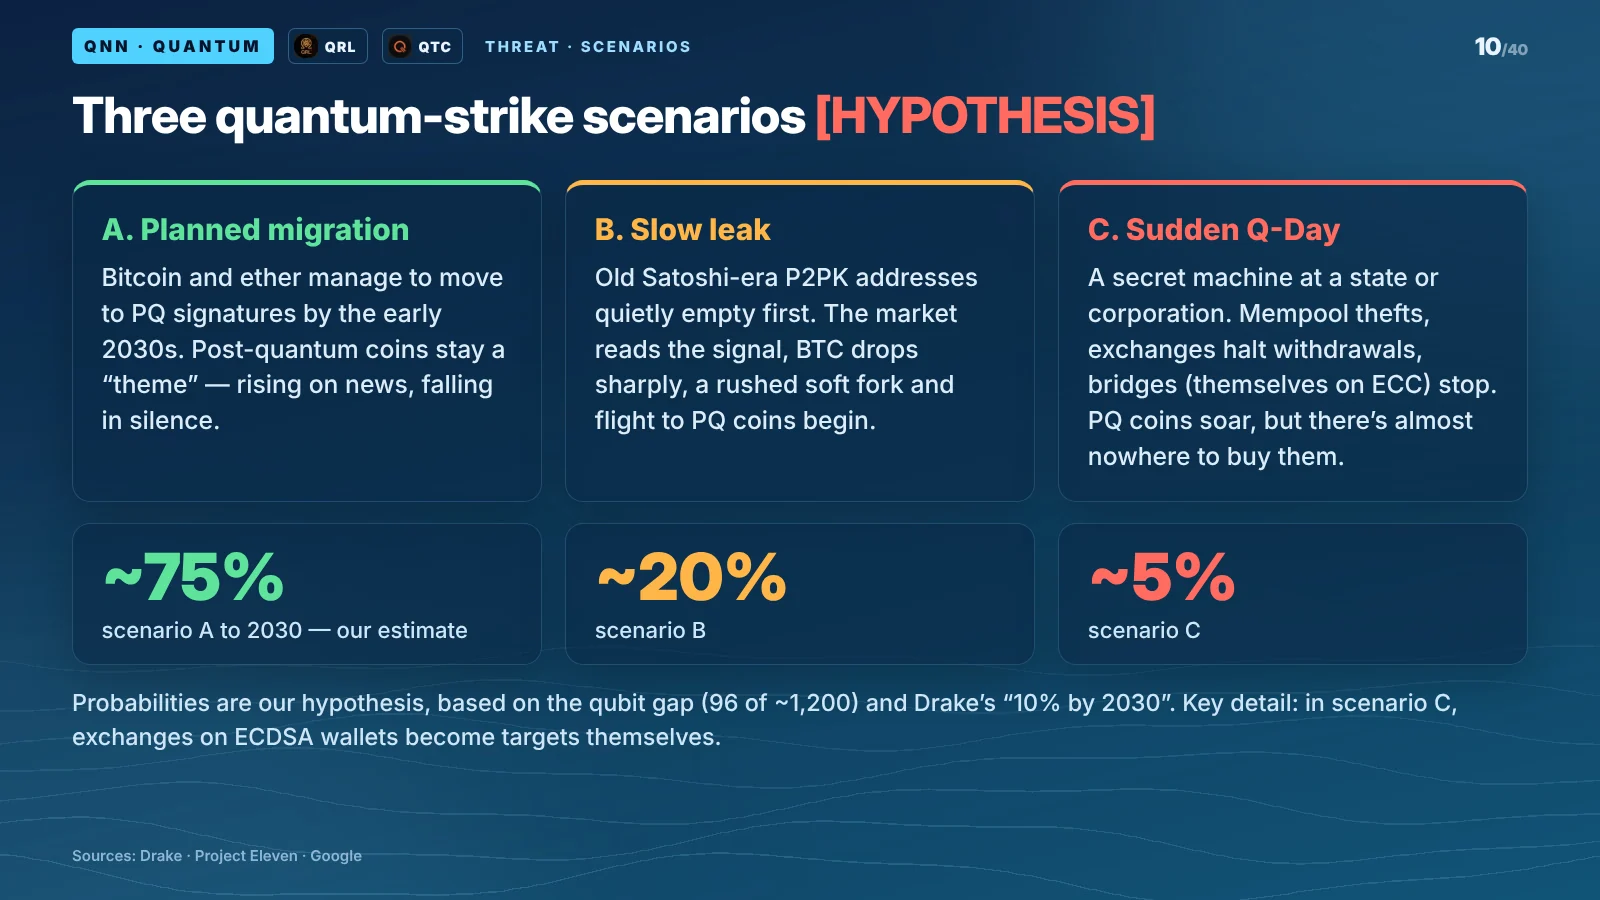 QNN · QUANTUM
QRL
QTC
THREAT · SCENARIOS
10/40
Three quantum-strike scenarios [HYPOTHESIS]
A. Planned migration
Bitcoin and ether manage to move
to PQ signatures by the early
2030s. Post-quantum coins stay a
“theme” — rising on news, falling
in silence.
B. Slow leak
Old Satoshi-era P2PK addresses
quietly empty first. The market
reads the signal, BTC drops
sharply, a rushed soft fork and
flight to PQ coins begin.
C. Sudden Q-Day
A secret machine at a state or
corporation. Mempool thefts,
exchanges halt withdrawals,
bridges (themselves on ECC) stop.
PQ coins soar, but there’s almost
nowhere to buy them.
~75%
scenario A to 2030 — our estimate
~20%
scenario B
~5%
scenario C
Probabilities are our hypothesis, based on the qubit gap (96 of ~1,200) and Drake’s “10% by 2030”. Key detail: in scenario C,
exchanges on ECDSA wallets become targets themselves.
Sources: Drake · Project Eleven · Google